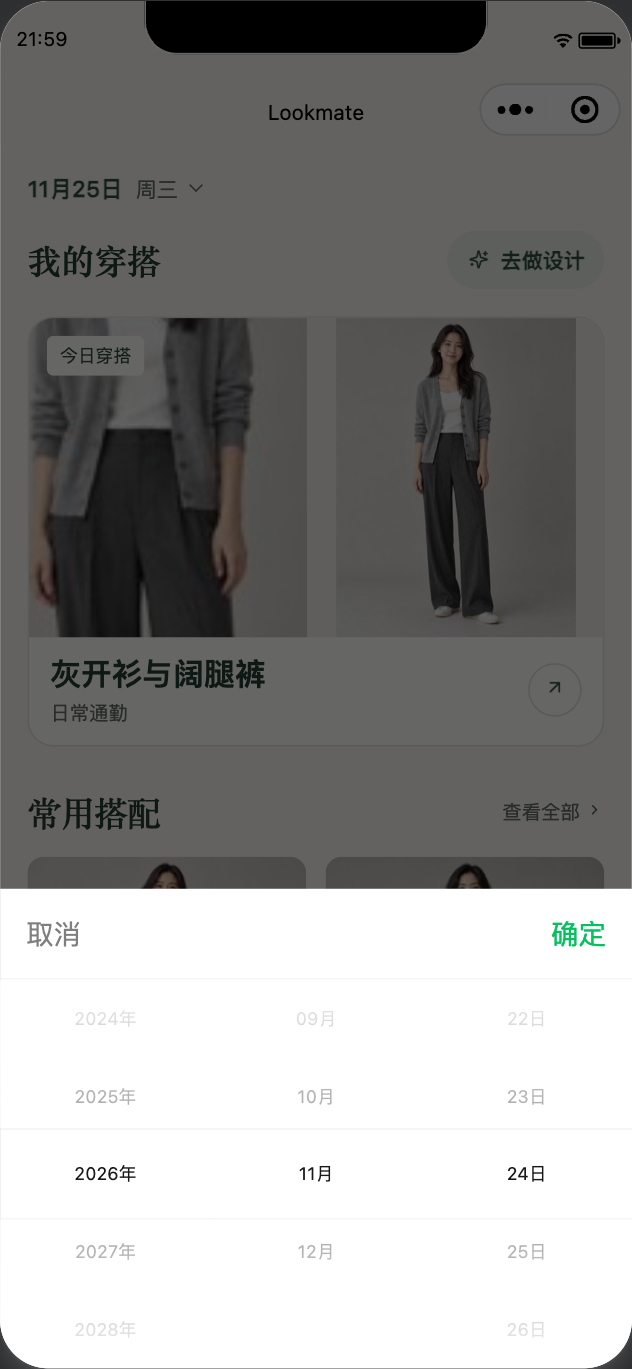 21:59
Lookmate
11月25日 周三
我的穿搭
去做设计
今日穿搭
灰开衫与阔腿裤
日常通勤
常用搭配
查看全部
取消 确定
2024年 09月 22日
2025年 10月 23日
2026年 11月 24日
2027年 12月 25日
2028年 26日